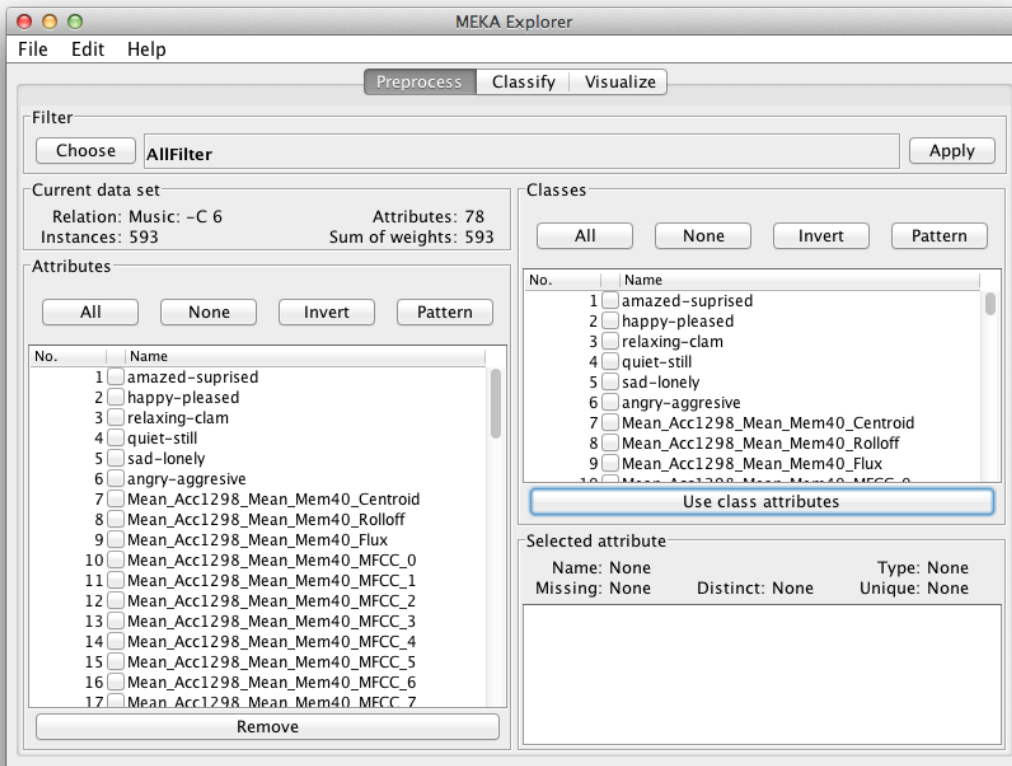 MEKA Explorer
File Edit Help
Preprocess Classify Visualize
Filter
Choose AllFilter Apply
Current data set
Relation: Music: -C 6 Attributes: 78
Instances: 593 Sum of weights: 593
Attributes
All None Invert Pattern
No. Name
1 amazed-suprised
2 happy-pleased
3 relaxing-clam
4 quiet-still
5 sad-lonely
6 angry-aggresive
7 Mean_Acc1298_Mean_Mem40_Centroid
8 Mean_Acc1298_Mean_Mem40_Rolloff
9 Mean_Acc1298_Mean_Mem40_Flux
10 Mean_Acc1298_Mean_Mem40_MFCC_0
11 Mean_Acc1298_Mean_Mem40_MFCC_1
12 Mean_Acc1298_Mean_Mem40_MFCC_2
13 Mean_Acc1298_Mean_Mem40_MFCC_3
14 Mean_Acc1298_Mean_Mem40_MFCC_4
15 Mean_Acc1298_Mean_Mem40_MFCC_5
16 Mean_Acc1298_Mean_Mem40_MFCC_6
17 Mean_Acc1298_Mean_Mem40_MFCC_7
Remove
Classes
All None Invert Pattern
No. Name
1 amazed-suprised
2 happy-pleased
3 relaxing-clam
4 quiet-still
5 sad-lonely
6 angry-aggresive
7 Mean_Acc1298_Mean_Mem40_Centroid
8 Mean_Acc1298_Mean_Mem40_Rolloff
9 Mean_Acc1298_Mean_Mem40_Flux
10 Mean_Acc1298_Mean_Mem40_MFCC_0
Use class attributes
Selected attribute
Name: None Type: None
Missing: None Distinct: None Unique: None